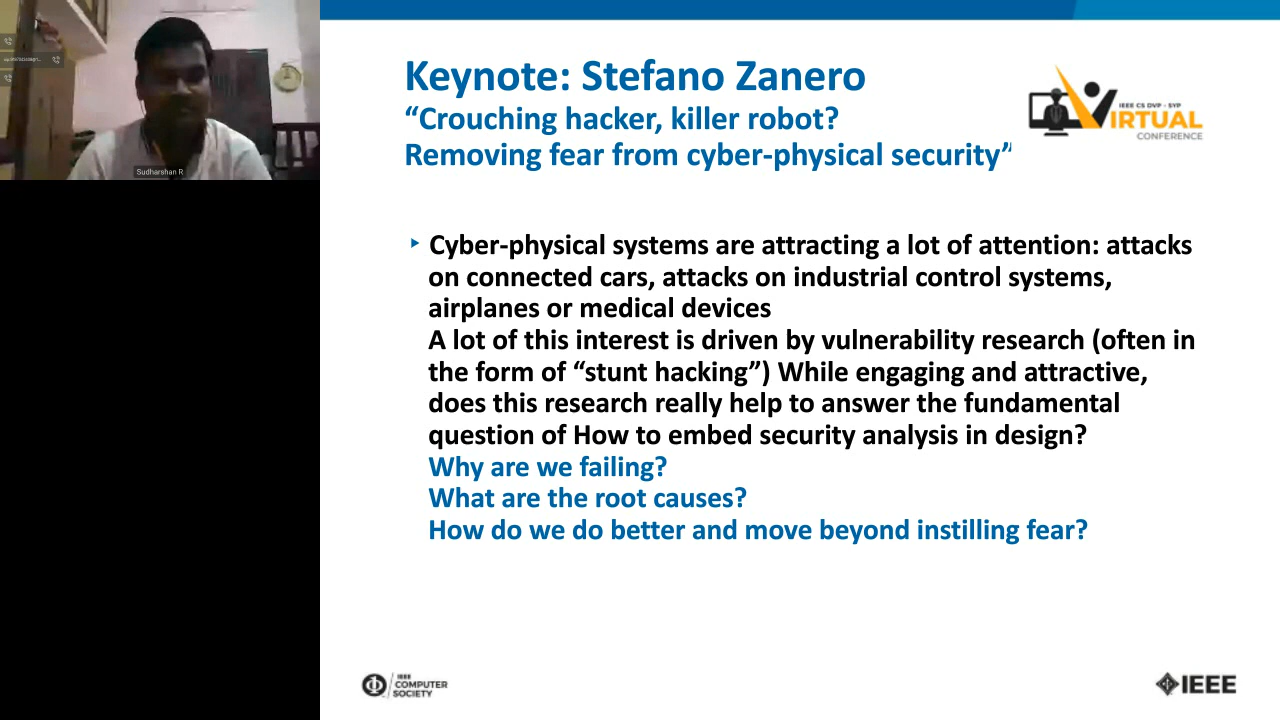 Sudharshan R
Keynote: Stefano Zanero
“Crouching hacker, killer robot?
Removing fear from cyber-physical security”
IEEE CS DVP - SYP
VIRTUAL
CONFERENCE
Cyber-physical systems are attracting a lot of attention: attacks
on connected cars, attacks on industrial control systems,
airplanes or medical devices
A lot of this interest is driven by vulnerability research (often in
the form of “stunt hacking”) While engaging and attractive,
does this research really help to answer the fundamental
question of How to embed security analysis in design?
Why are we failing?
What are the root causes?
How do we do better and move beyond instilling fear?
IEEE
COMPUTER
SOCIETY
IEEE